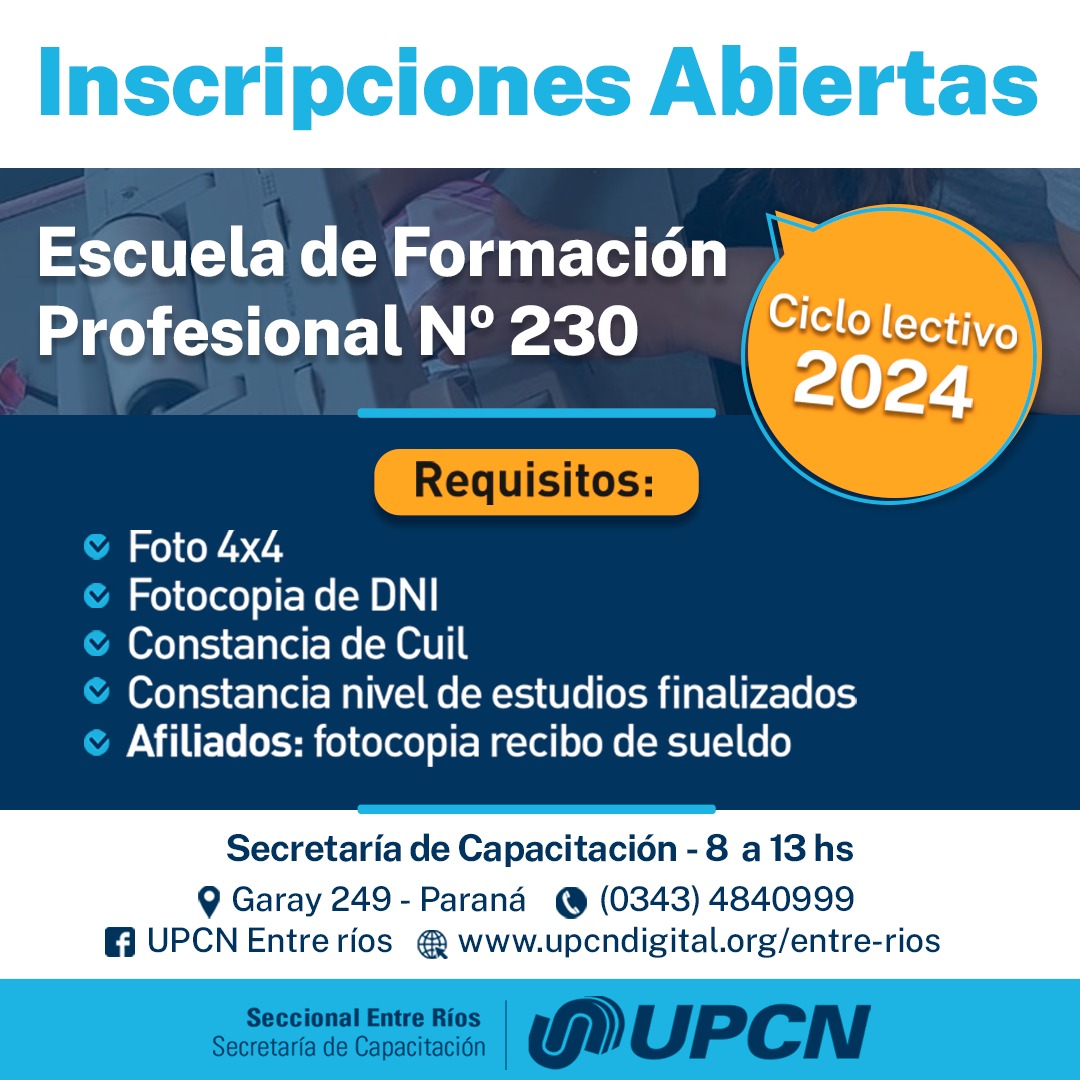 Inscripciones Abiertas
Escuela de Formación
Profesional Nº 230
Ciclo lectivo
2024
Requisitos:
Foto 4x4
Fotocopia de DNI
Constancia de Cuil
Constancia nivel de estudios finalizados
Afiliados: fotocopia recibo de sueldo
Secretaría de Capacitación - 8 a 13 hs
Garay 249 - Paraná (0343) 4840999
UPCN Entre ríos www.upcndigital.org/entre-rios
Seccional Entre Ríos
Secretaría de Capacitación
UPCN